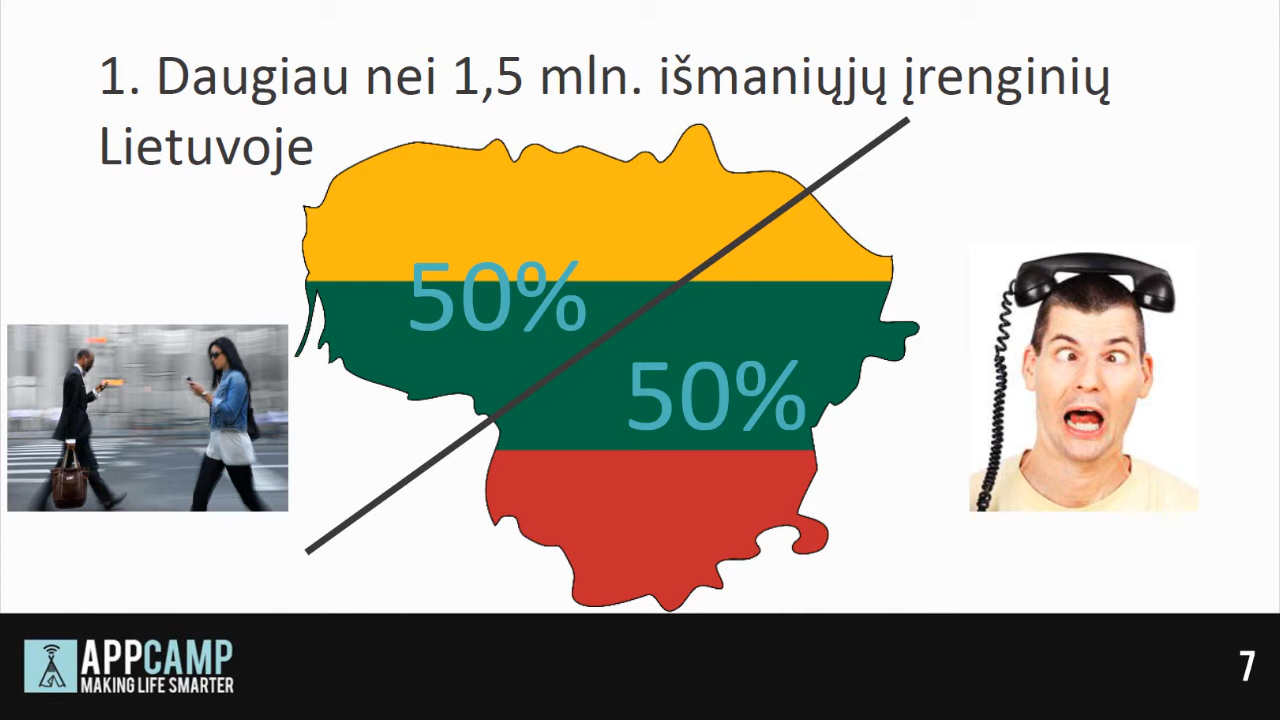 1. Daugiau nei 1,5 mln. išmaniųjų įrenginių
Lietuvoje
50%
50%
APPCAMP
MAKING LIFE SMARTER
7